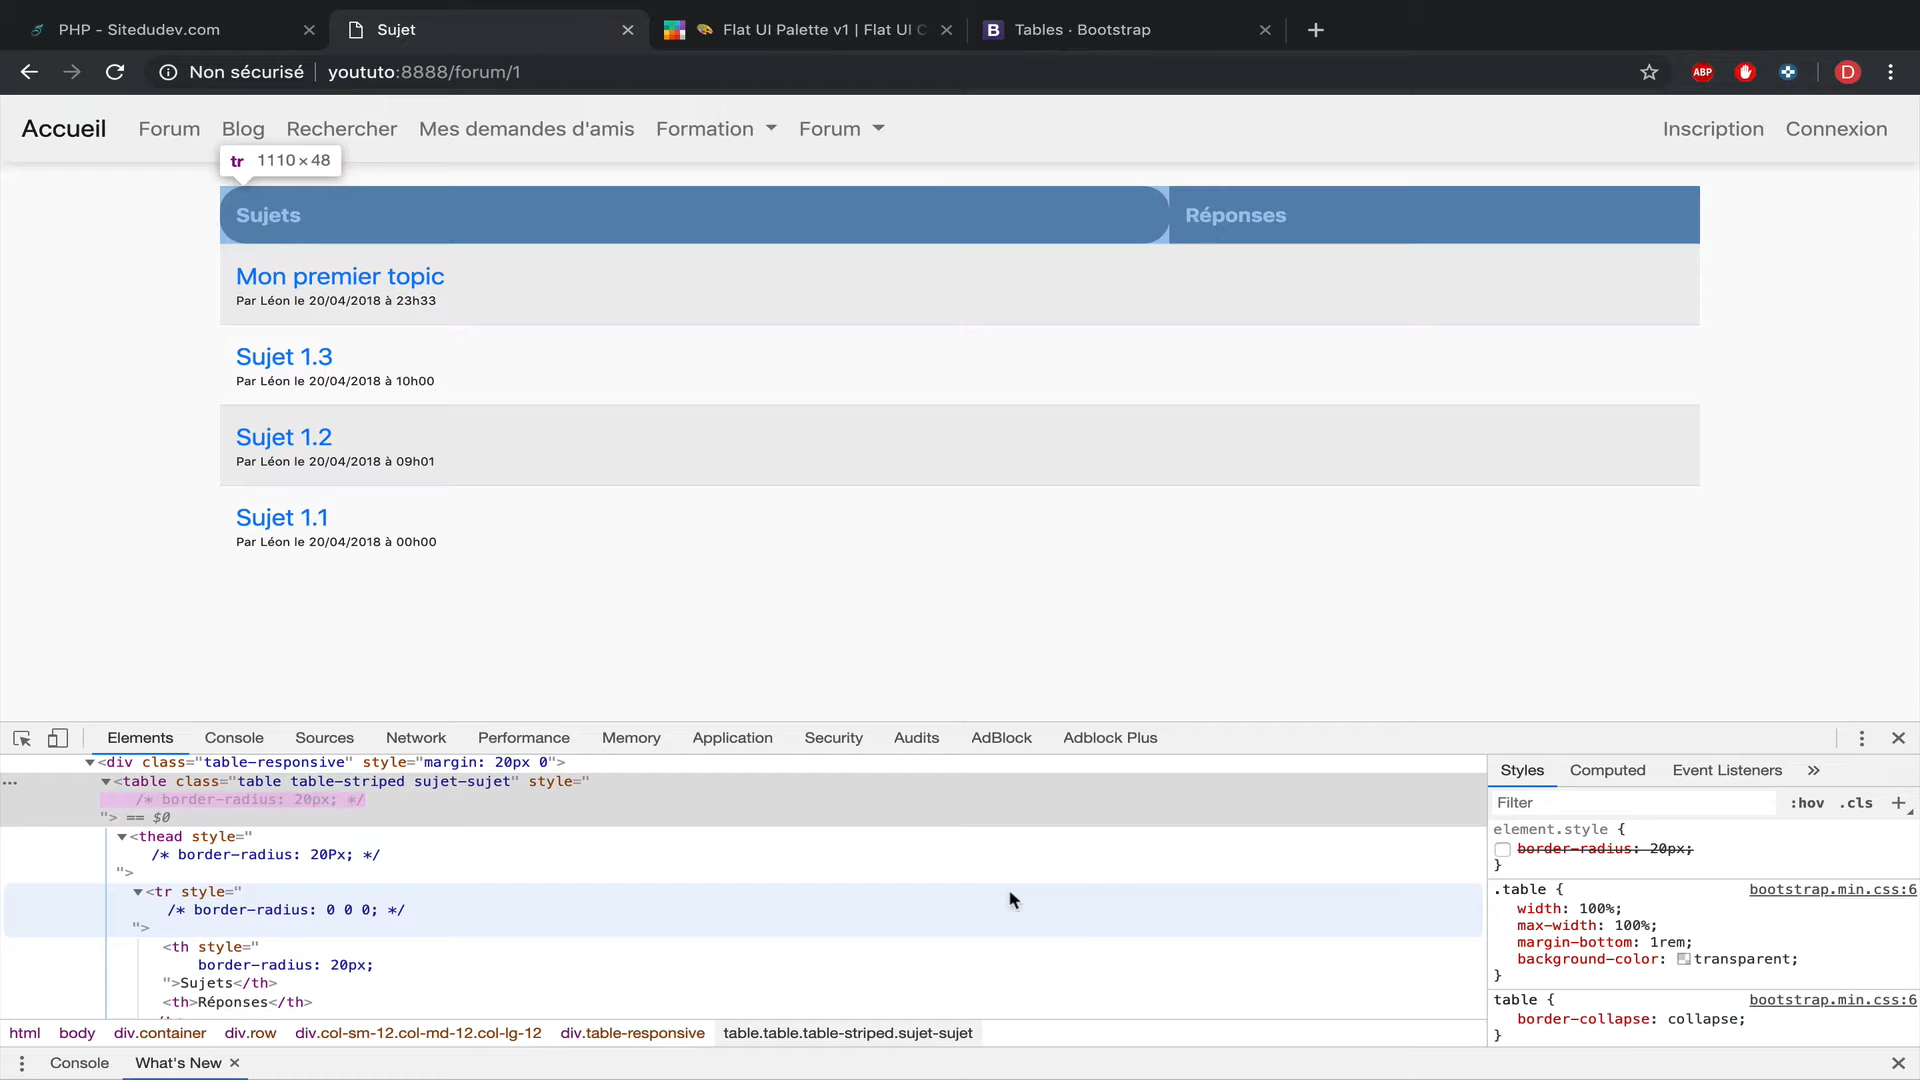 PHP - Sitedudev.com
Sujet
Flat UI Palette v1 | Flat UI C
B Tables · Bootstrap
Non sécurisé yoututo:8888/forum/1
ABP
D
Accueil Forum Blog Rechercher Mes demandes d'amis Formation Forum Inscription Connexion
tr 1110 × 48
Sujets Réponses
Mon premier topic
Par Léon le 20/04/2018 à 23h33
Sujet 1.3
Par Léon le 20/04/2018 à 10h00
Sujet 1.2
Par Léon le 20/04/2018 à 09h01
Sujet 1.1
Par Léon le 20/04/2018 à 00h00
Elements Console Sources Network Performance Memory Application Security Audits AdBlock Adblock Plus
<div class="table-responsive" style="margin: 20px 0">
<table class="table table-striped sujet-sujet" style="
/* border-radius: 20px; */
"> == $0
<thead style="
/* border-radius: 20Px; */
">
<tr style="
/* border-radius: 0 0 0; */
">
<th style="
border-radius: 20px;
">Sujets</th>
<th>Réponses</th>
html body div.container div.row div.col-sm-12.col-md-12.col-lg-12 div.table-responsive table.table.table-striped.sujet-sujet
Styles Computed Event Listeners »
Filter :hov .cls +
element.style {
border-radius: 20px;
}
.table { bootstrap.min.css:6
width: 100%;
max-width: 100%;
margin-bottom: 1rem;
background-color: transparent;
}
table { bootstrap.min.css:6
border-collapse: collapse;
}
Console What's New